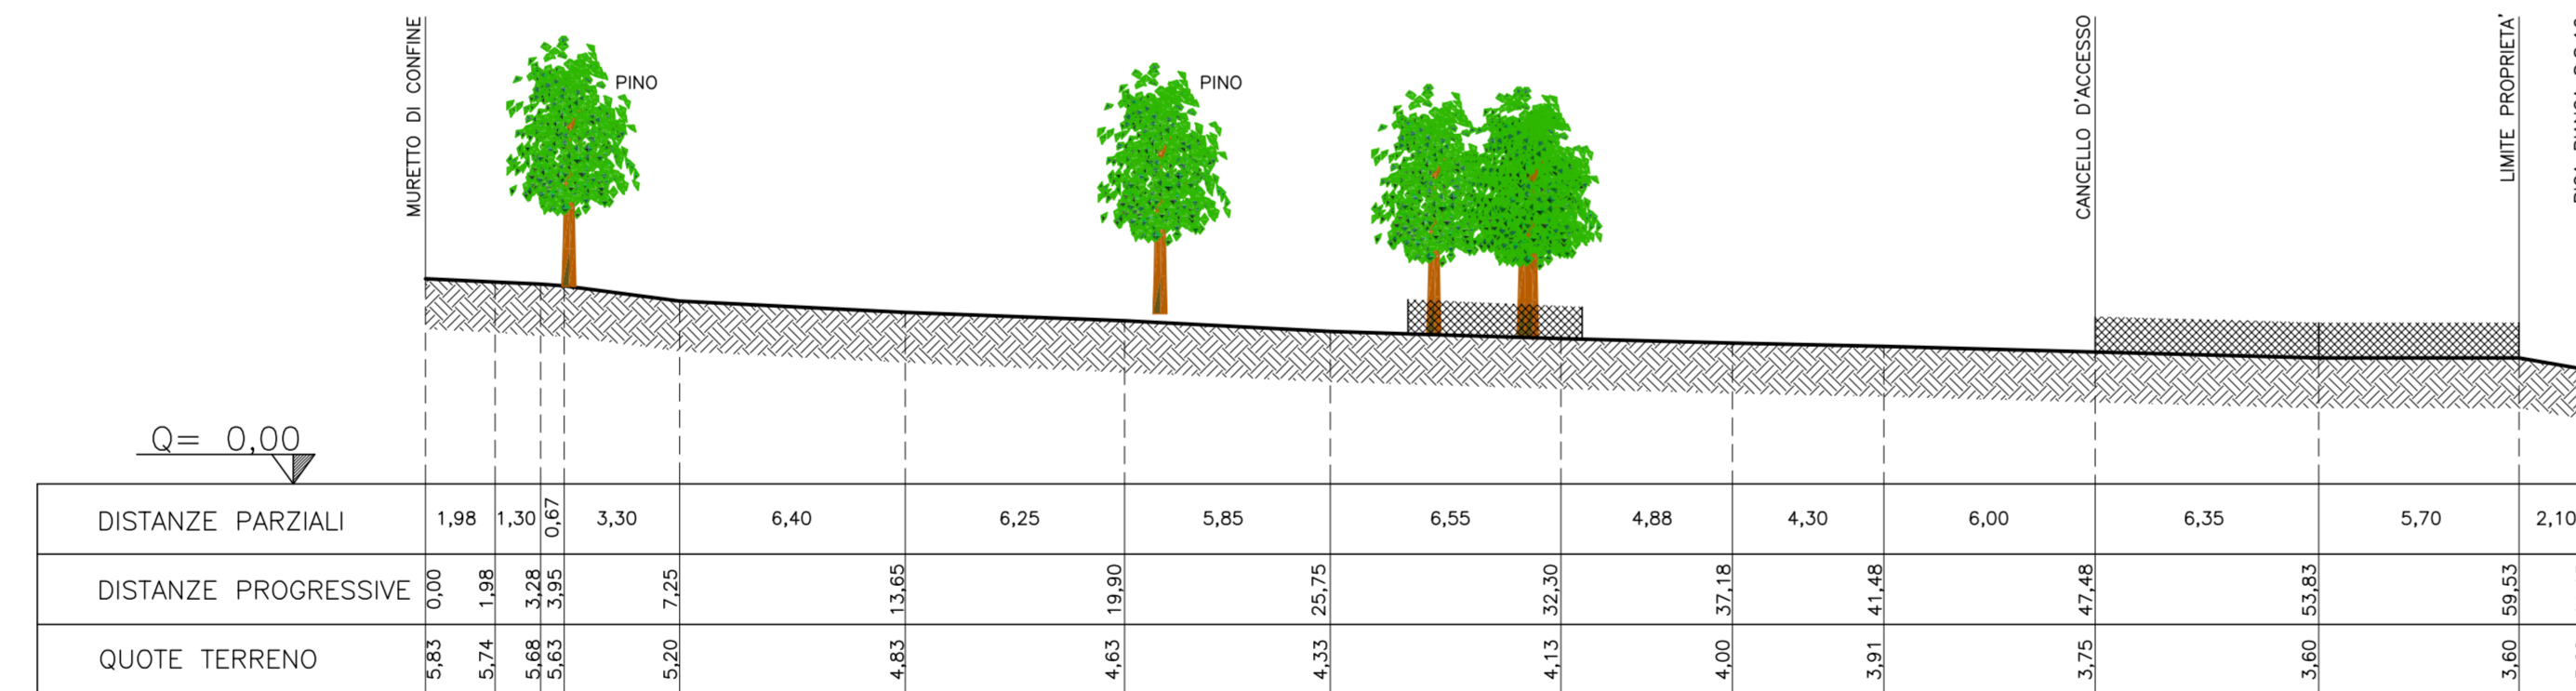 MURETTO DI CONFINE
PINO
PINO
CANCELLO D'ACCESSO
LIMITE PROPRIETA'
Q= 0,00
DISTANZE PARZIALI 1,98 1,30 0,67 3,30 6,40 6,25 5,85 6,55 4,88 4,30 6,00 6,35 5,70 2,10
DISTANZE PROGRESSIVE 0,00 1,98 3,28 3,95 7,25 13,65 19,90 25,75 32,30 37,18 41,48 47,48 53,83 59,53
QUOTE TERRENO 5,83 5,74 5,68 5,63 5,20 4,83 4,63 4,33 4,13 4,00 3,91 3,75 3,60 3,60